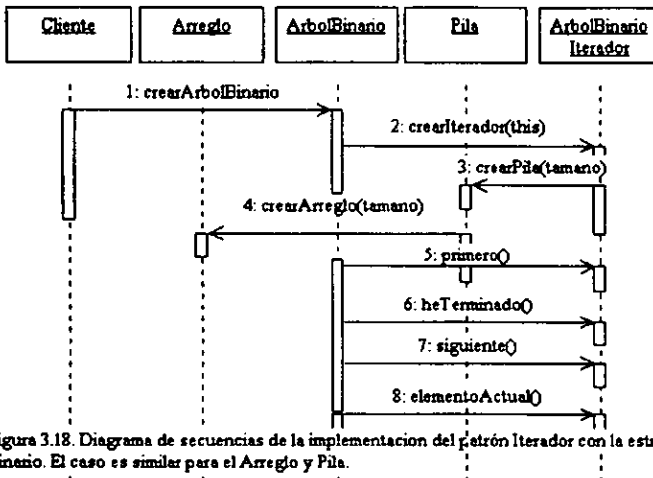 Cliente
Arreglo
ArbolBinario
Pila
ArbolBinario
Iterador
1: crearArbolBinario
2: crearIterador(this)
3: crearPila(tamano)
4: crearArreglo(tamano)
5: primero()
6: heTerminado()
7: siguiente()
8: elementoActual()
igura 3.18. Diagrama de secuencias de la implementacion del patrón Iterador con la estr
inario. El caso es similar para el Arreglo y Pila.